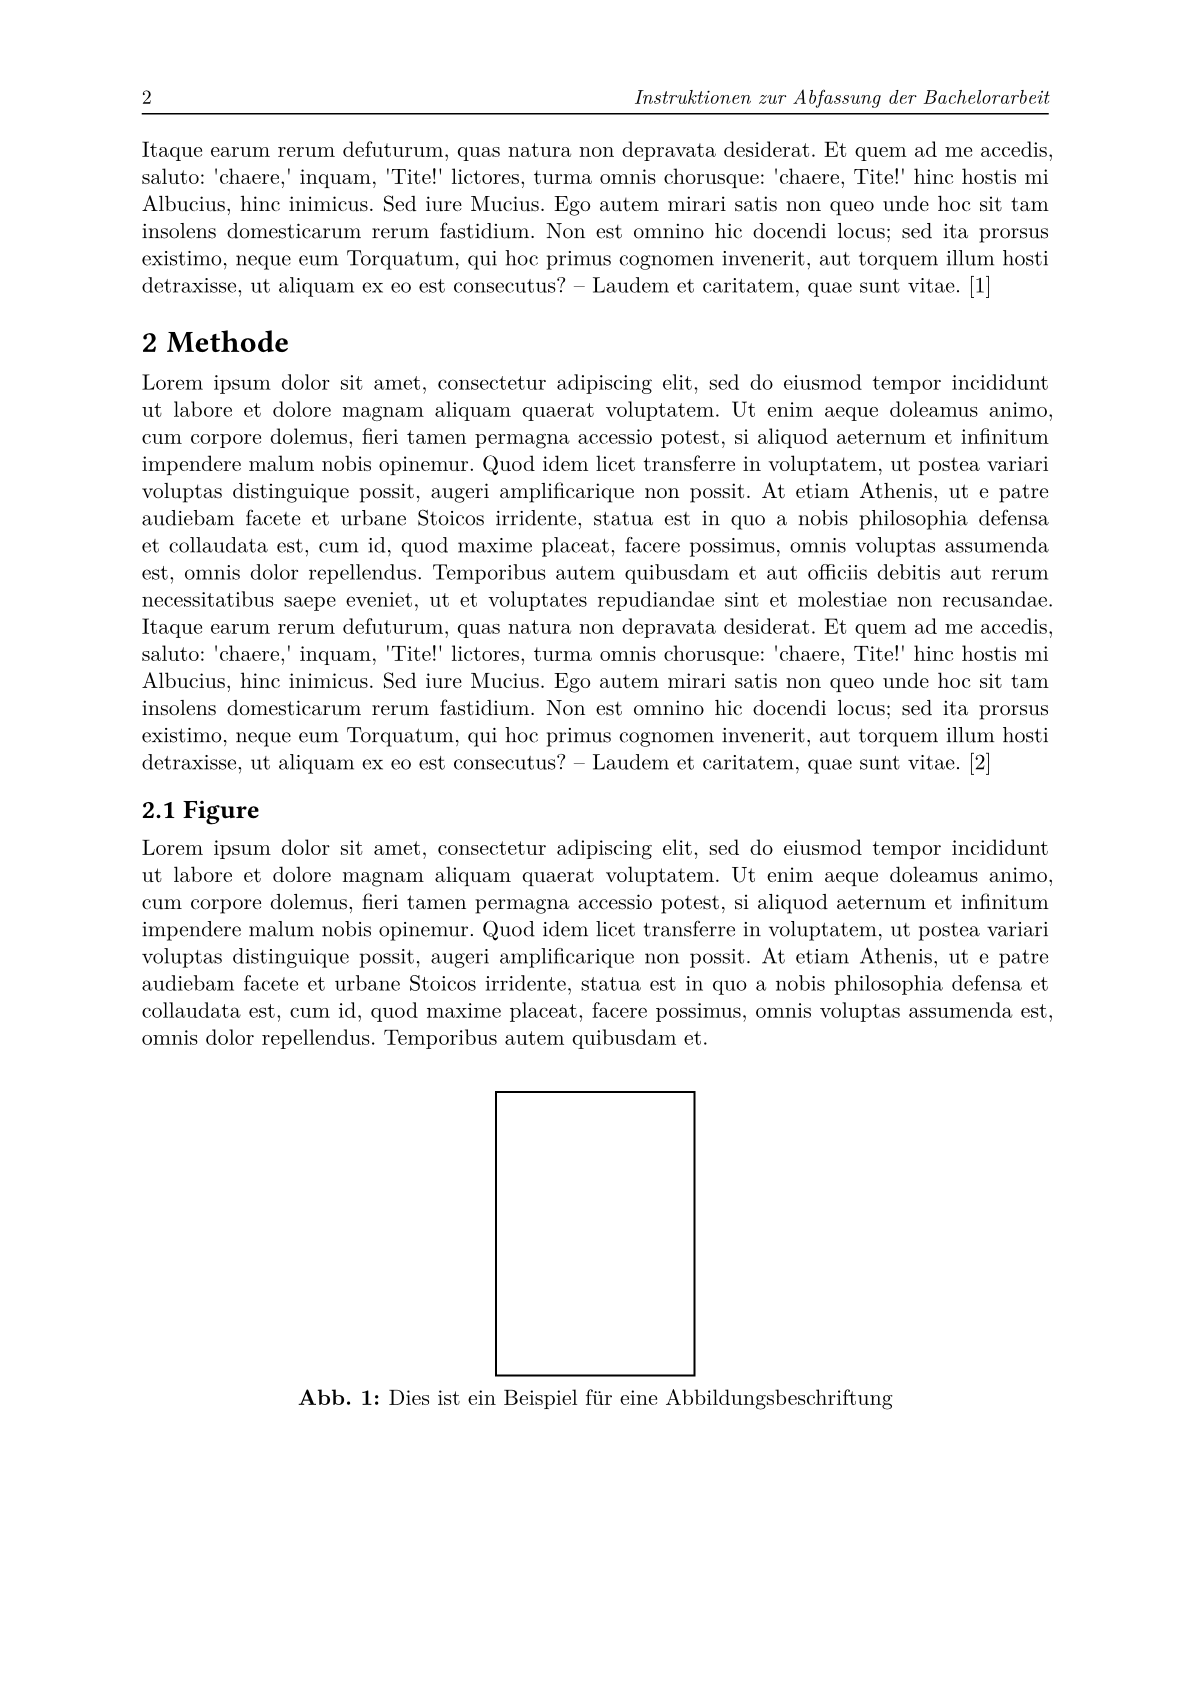 2 Instruktionen zur Abfassung der Bachelorarbeit
Itaque earum rerum defuturum, quas natura non depravata desiderat. Et quem ad me accedis,
saluto: 'chaere,' inquam, 'Tite!' lictores, turma omnis chorusque: 'chaere, Tite!' hinc hostis mi
Albucius, hinc inimicus. Sed iure Mucius. Ego autem mirari satis non queo unde hoc sit tam
insolens domesticarum rerum fastidium. Non est omnino hic docendi locus; sed ita prorsus
existimo, neque eum Torquatum, qui hoc primus cognomen invenerit, aut torquem illum hosti
detraxisse, ut aliquam ex eo est consecutus? – Laudem et caritatem, quae sunt vitae. [1]
2 Methode
Lorem ipsum dolor sit amet, consectetur adipiscing elit, sed do eiusmod tempor incididunt
ut labore et dolore magnam aliquam quaerat voluptatem. Ut enim aeque doleamus animo,
cum corpore dolemus, fieri tamen permagna accessio potest, si aliquod aeternum et infinitum
impendere malum nobis opinemur. Quod idem licet transferre in voluptatem, ut postea variari
voluptas distinguique possit, augeri amplificarique non possit. At etiam Athenis, ut e patre
audiebam facete et urbane Stoicos irridente, statua est in quo a nobis philosophia defensa
et collaudata est, cum id, quod maxime placeat, facere possimus, omnis voluptas assumenda
est, omnis dolor repellendus. Temporibus autem quibusdam et aut officiis debitis aut rerum
necessitatibus saepe eveniet, ut et voluptates repudiandae sint et molestiae non recusandae.
Itaque earum rerum defuturum, quas natura non depravata desiderat. Et quem ad me accedis,
saluto: 'chaere,' inquam, 'Tite!' lictores, turma omnis chorusque: 'chaere, Tite!' hinc hostis mi
Albucius, hinc inimicus. Sed iure Mucius. Ego autem mirari satis non queo unde hoc sit tam
insolens domesticarum rerum fastidium. Non est omnino hic docendi locus; sed ita prorsus
existimo, neque eum Torquatum, qui hoc primus cognomen invenerit, aut torquem illum hosti
detraxisse, ut aliquam ex eo est consecutus? – Laudem et caritatem, quae sunt vitae. [2]
2.1 Figure
Lorem ipsum dolor sit amet, consectetur adipiscing elit, sed do eiusmod tempor incididunt
ut labore et dolore magnam aliquam quaerat voluptatem. Ut enim aeque doleamus animo,
cum corpore dolemus, fieri tamen permagna accessio potest, si aliquod aeternum et infinitum
impendere malum nobis opinemur. Quod idem licet transferre in voluptatem, ut postea variari
voluptas distinguique possit, augeri amplificarique non possit. At etiam Athenis, ut e patre
audiebam facete et urbane Stoicos irridente, statua est in quo a nobis philosophia defensa et
collaudata est, cum id, quod maxime placeat, facere possimus, omnis voluptas assumenda est,
omnis dolor repellendus. Temporibus autem quibusdam et.
Abb. 1: Dies ist ein Beispiel für eine Abbildungsbeschriftung